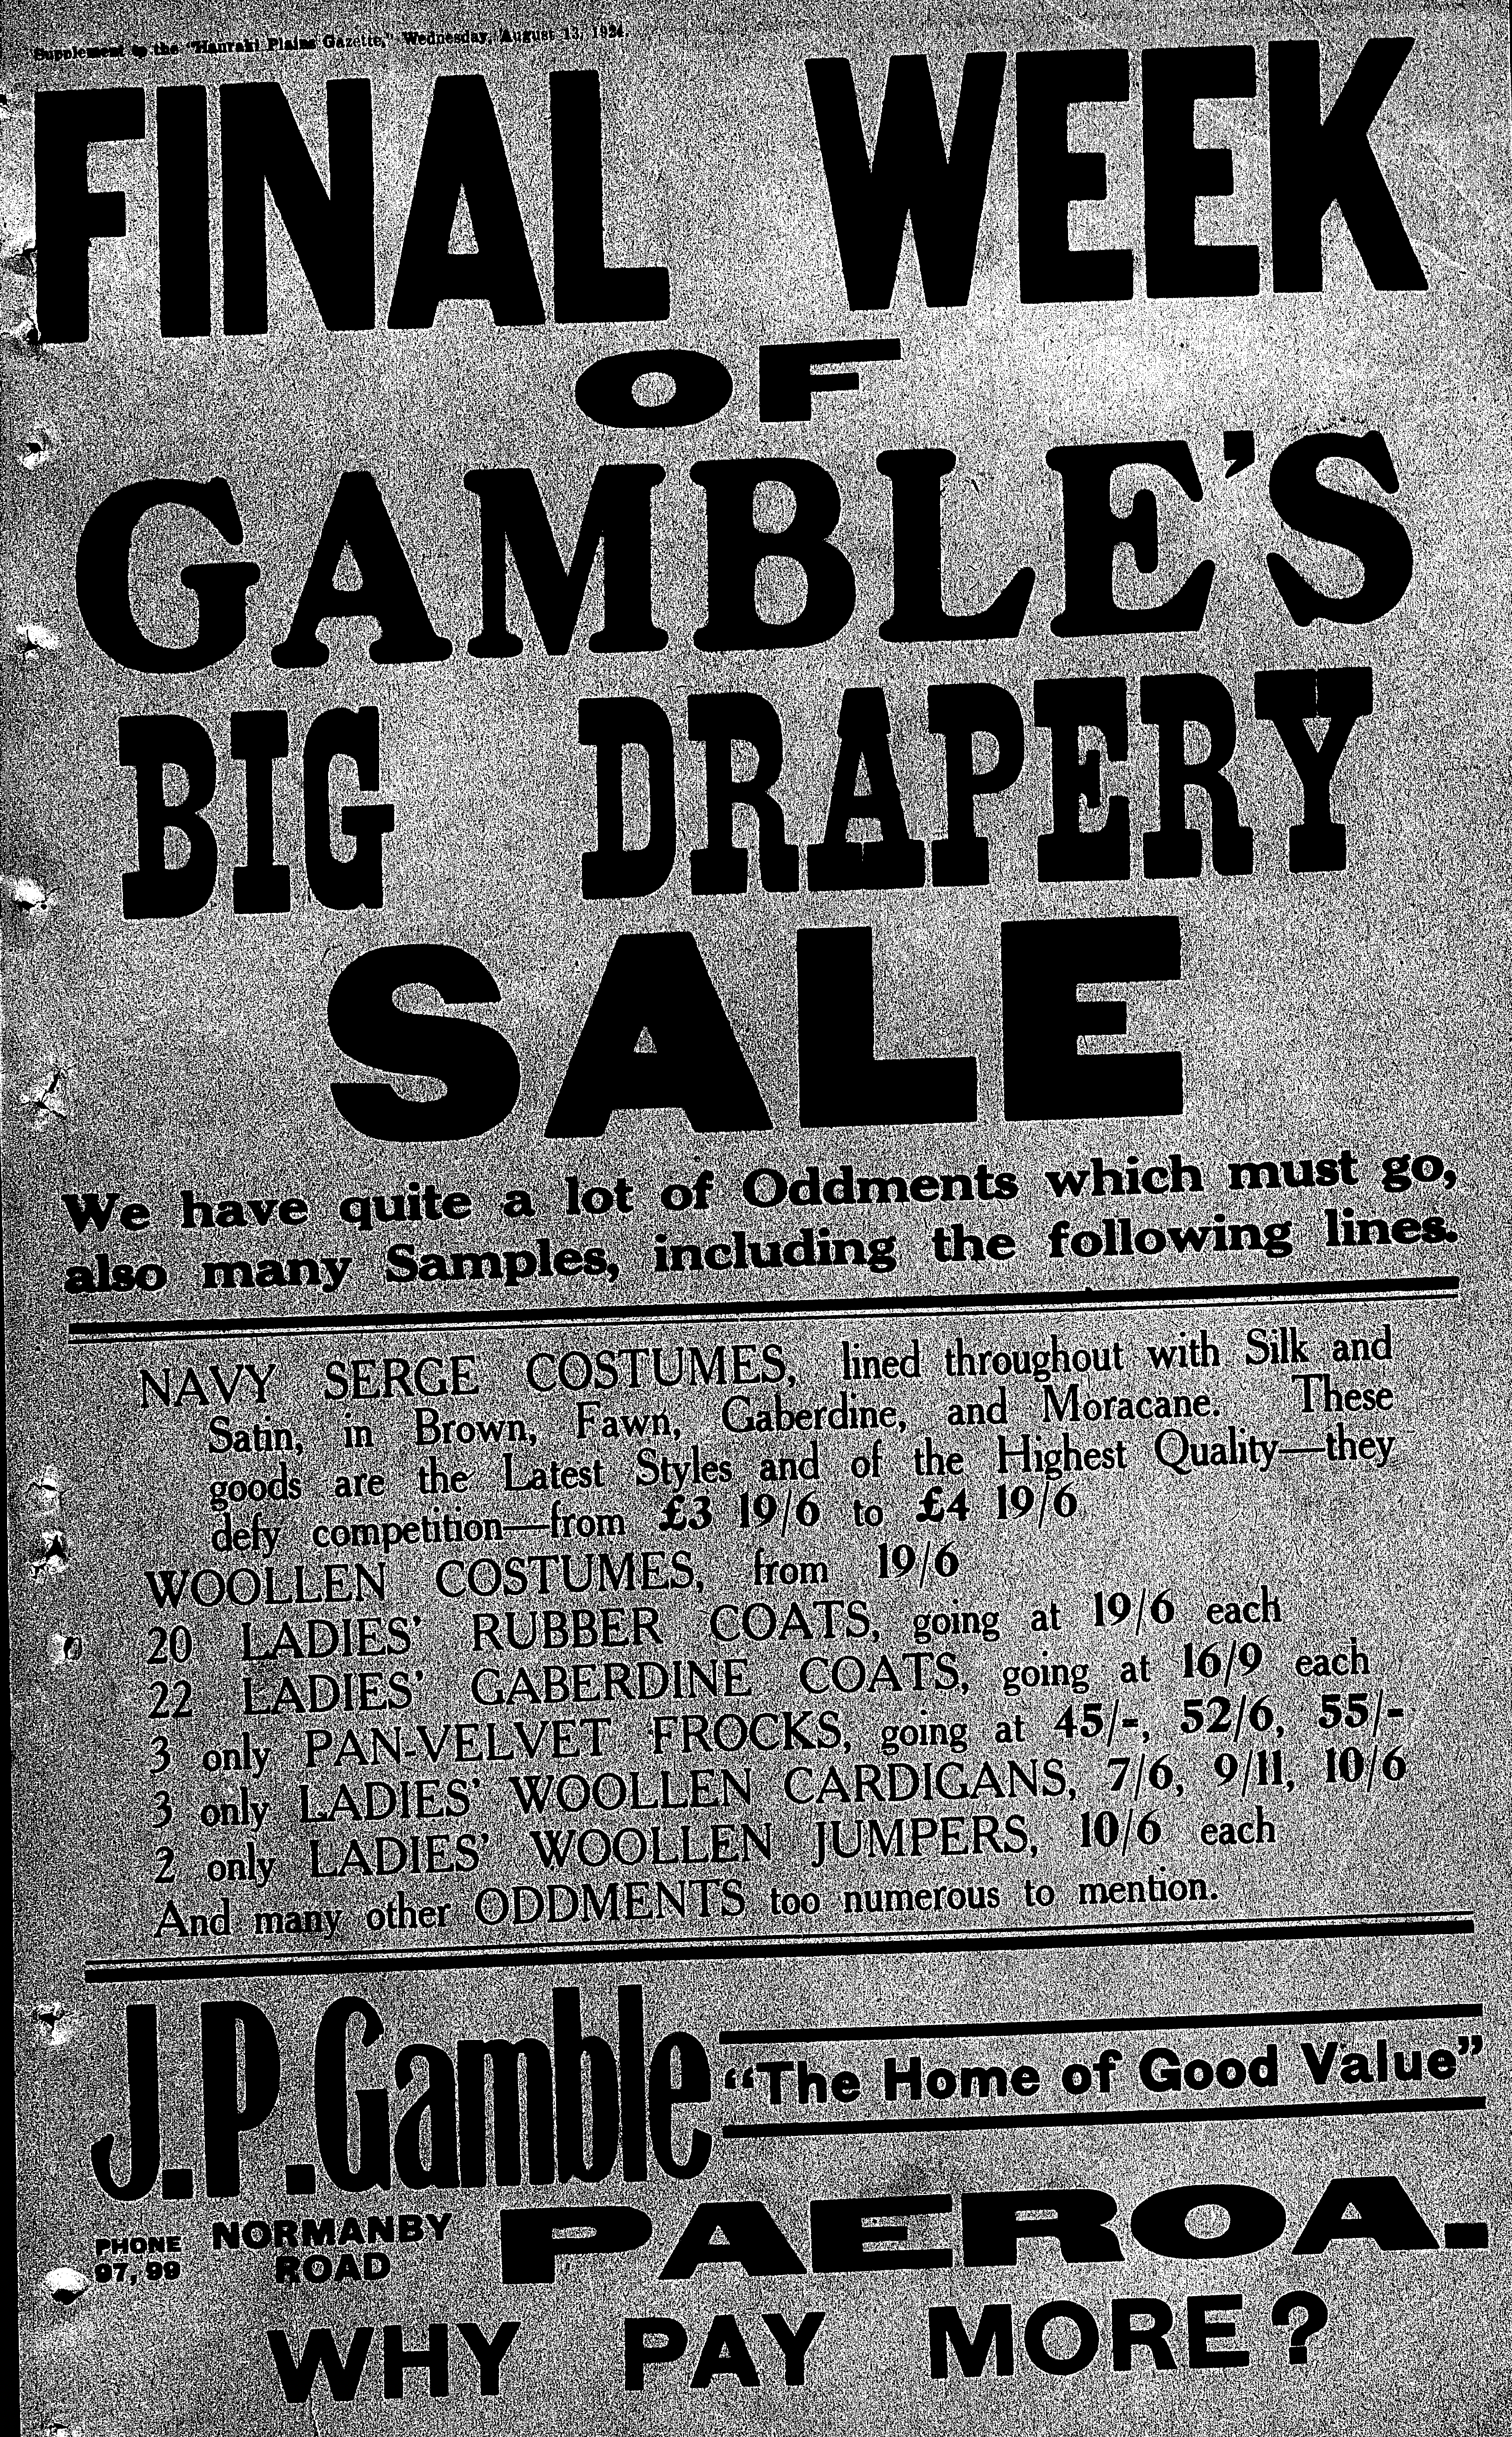 Supplement to the "Hauraki Plains Gazette," Wednesday, August 13, 1924.
FINAL WEEK
OF
GAMBLE'S
BIG DRAPERY
SALE
We have quite a lot of Oddments which must go,
also many Samples, including the following lines.
NAVY SERGE COSTUMES, lined throughout with Silk and
Satin, in Brown, Fawn, Gaberdine, and Moracane. These
goods are the Latest Styles and of the Highest Quality—they
defy competition—from £3 19/6 to £4 19/6
WOOLLEN COSTUMES, from 19/6
20 LADIES' RUBBER COATS, going at 19/6 each
22 LADIES' GABERDINE COATS, going at 16/9 each
3 only PAN-VELVET FROCKS, going at 45/-, 52/6, 55/-
3 only LADIES' WOOLLEN CARDIGANS, 7/6, 9/11, 10/6
2 only LADIES' WOOLLEN JUMPERS, 10/6 each
And many other ODDMENTS too numerous to mention.
J.P. Gamble "The Home of Good Value"
PHONE 97, 99
NORMANBY ROAD
PAEROA.
WHY PAY MORE?